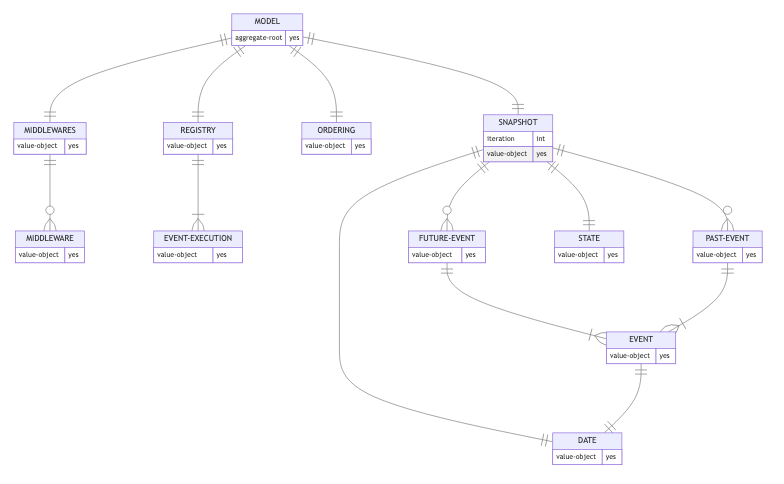 MODEL
aggregate-root yes
MIDDLEWARES
value-object yes
REGISTRY
value-object yes
ORDERING
value-object yes
SNAPSHOT
iteration int
value-object yes
MIDDLEWARE
value-object yes
EVENT-EXECUTION
value-object yes
FUTURE-EVENT
value-object yes
STATE
value-object yes
PAST-EVENT
value-object yes
EVENT
value-object yes
DATE
value-object yes